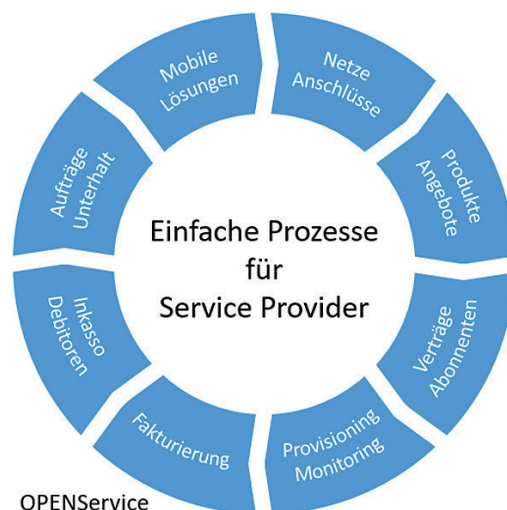 Mobile
Lösungen
Netze
Anschlüsse
Produkte
Angebote
Verträge
Abonnenten
Provisioning
Monitoring
Fakturierung
Inkasso
Debitoren
Aufträge
Unterhalt
Einfache Prozesse
für
Service Provider
OPENService